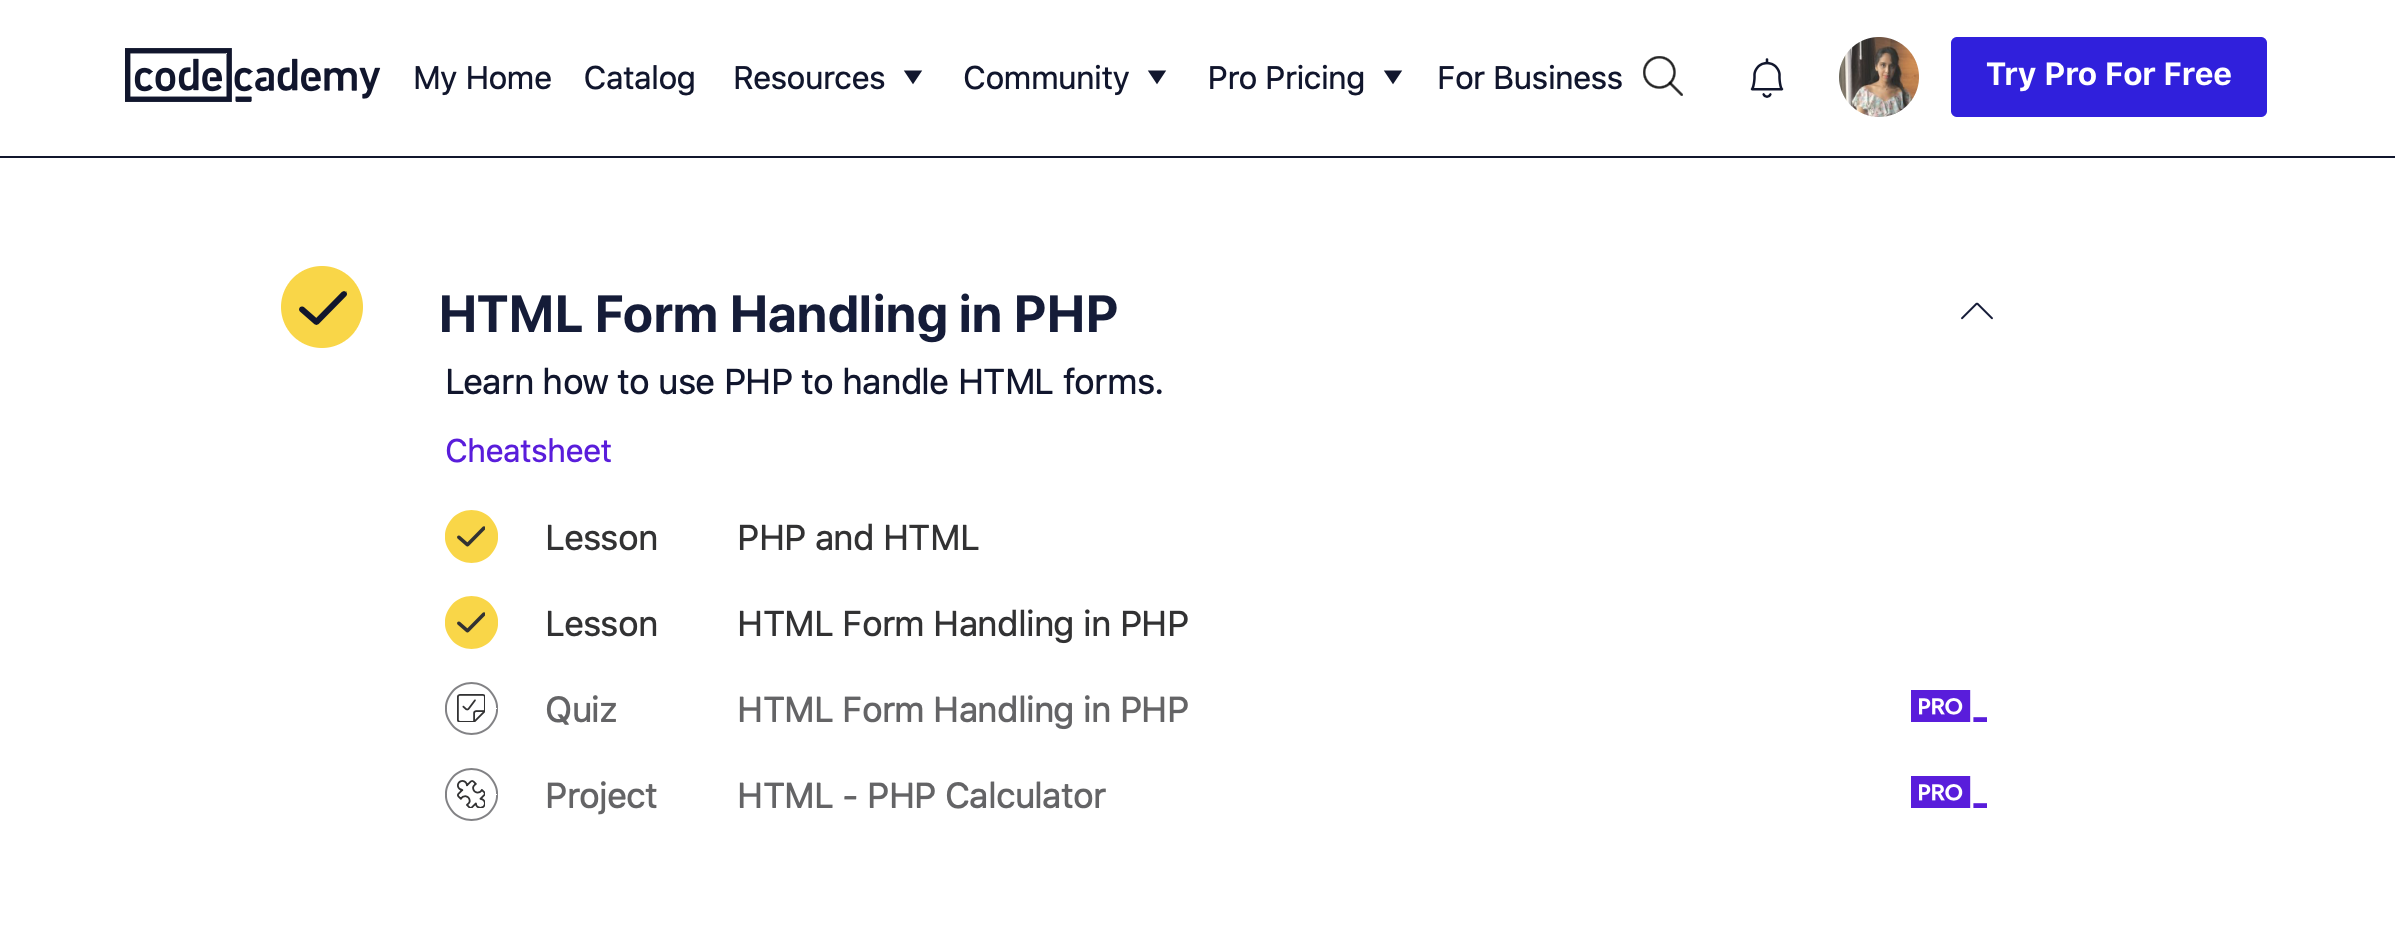 codecademy My Home Catalog Resources Community Pro Pricing For Business Try Pro For Free
HTML Form Handling in PHP
Learn how to use PHP to handle HTML forms.
Cheatsheet
Lesson PHP and HTML
Lesson HTML Form Handling in PHP
Quiz HTML Form Handling in PHP PRO_
Project HTML - PHP Calculator PRO_